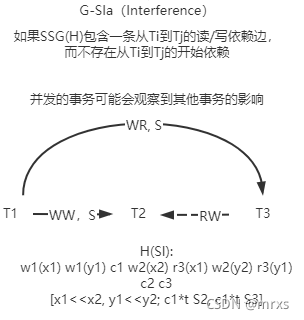 G-SIa（Interference）
如果SSG(H)包含一条从Ti到Tj的读/写依赖边，
而不存在从Ti到Tj的开始依赖
并发的事务可能会观察到其他事务的影响
WR, S
T1 WW， S T2 RW T3
H(SI):
w1(x1) w1(y1) c1 w2(x2) r3(x1) w2(y2) r3(y1)
c2 c3
[x1<<x2, y1<<y2; c1*t S2, c1*t S3]
CSDN @mrxs